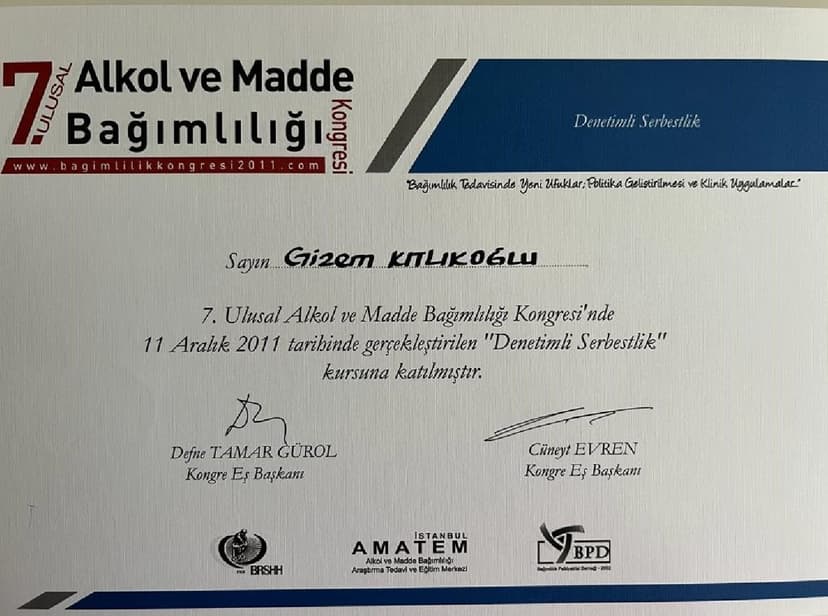 7. ULUSAL
Alkol ve Madde
Bağımlılığı
Kongresi
www.bagimlilikkongresi2011.com
Denetimli Serbestlik
"Bağımlılık Tedavisinde Yeni Ufuklar; Politika Geliştirilmesi ve Klinik Uygulamalar."
Sayın Gizem KITLIKOĞLU
7. Ulusal Alkol ve Madde Bağımlılığı Kongresi'nde
11 Aralık 2011 tarihinde gerçekleştirilen "Denetimli Serbestlik"
kursuna katılmıştır.
Defne TAMAR GÜROL
Kongre Eş Başkanı
Cüneyt EVREN
Kongre Eş Başkanı
BRSHH
İSTANBUL
AMATEM
Alkol ve Madde Bağımlılığı
Araştırma Tedavi ve Eğitim Merkezi
BPD